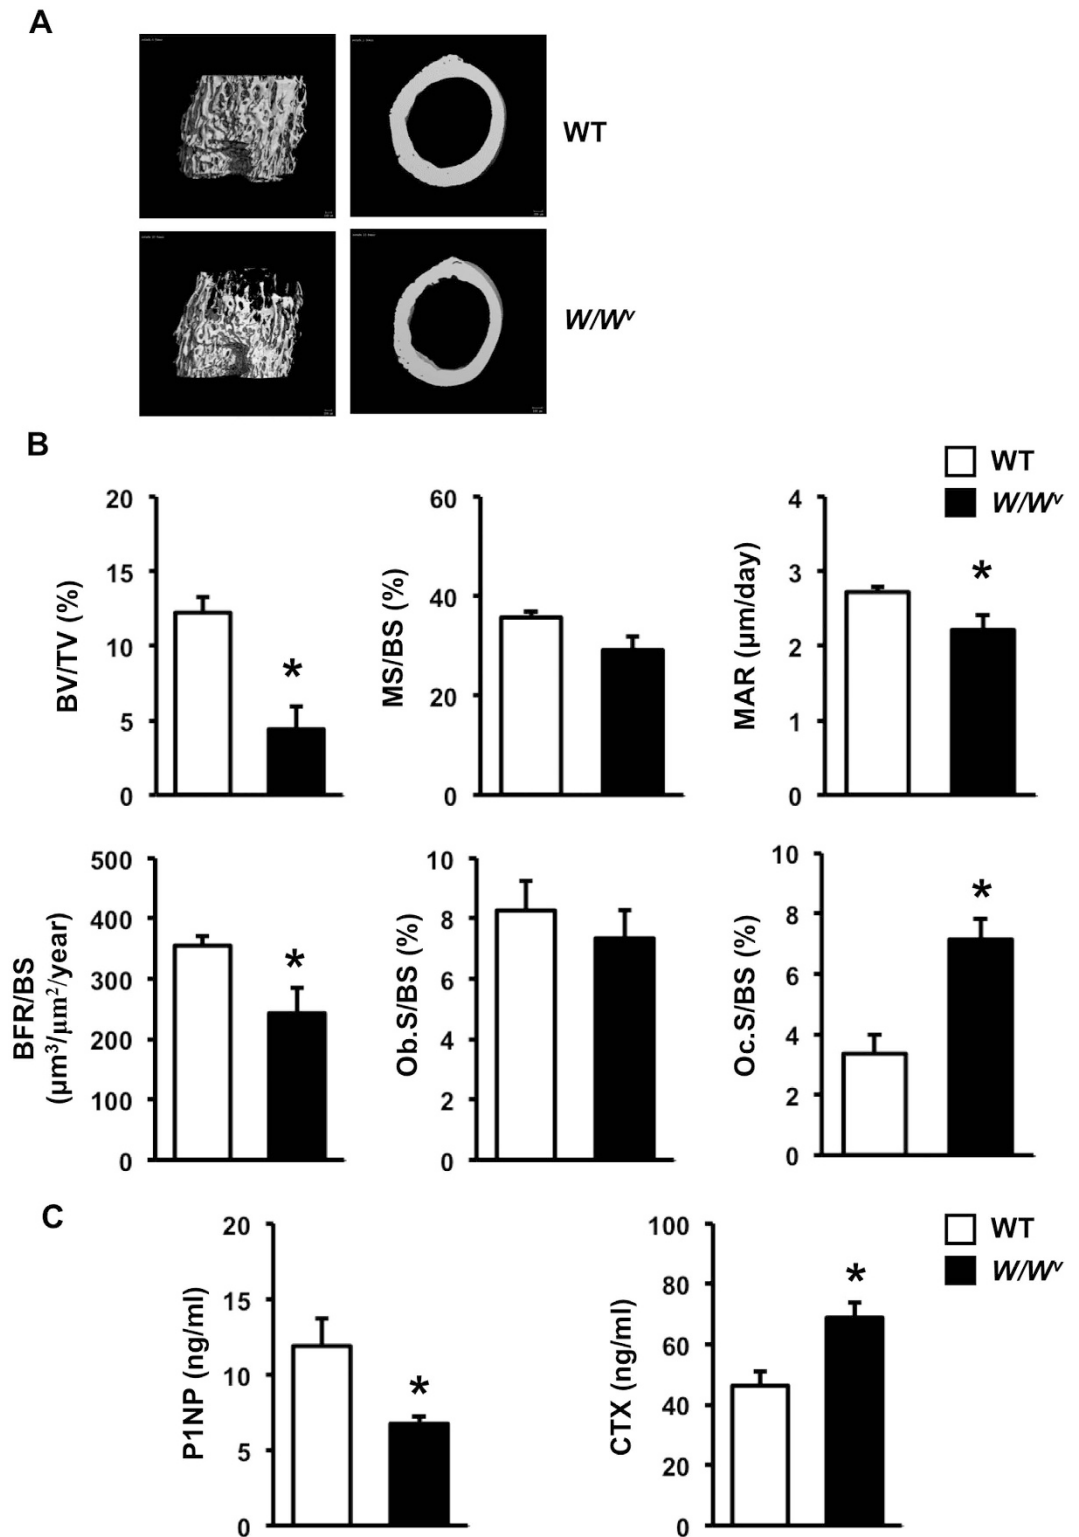 A
WT
W/Wᵛ
B
WT
W/Wᵛ
20
15
10
5
0
BV/TV (%)
*
60
40
20
0
MS/BS (%)
4
3
2
1
0
MAR (µm/day)
*
500
400
300
200
100
0
BFR/BS
(µm³/µm²/year)
*
10
8
6
4
2
0
Ob.S/BS (%)
10
8
6
4
2
0
Oc.S/BS (%)
*
C
WT
W/Wᵛ
20
15
10
5
0
P1NP (ng/ml)
*
100
80
60
40
20
0
CTX (ng/ml)
*